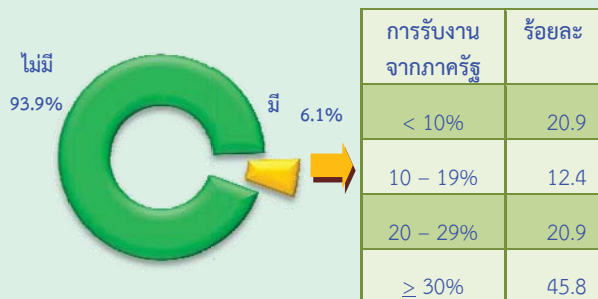 ไม่มี
93.9%
มี
6.1%
การรับงาน
จากภาครัฐ
ร้อยละ
< 10% 20.9
10 – 19% 12.4
20 – 29% 20.9
≥ 30% 45.8